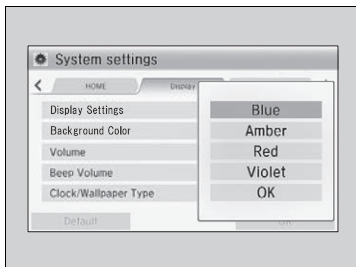 System settings
HOME
Display
Display Settings
Background Color
Volume
Beep Volume
Clock/Wallpaper Type
Blue
Amber
Red
Violet
OK
Default
OK